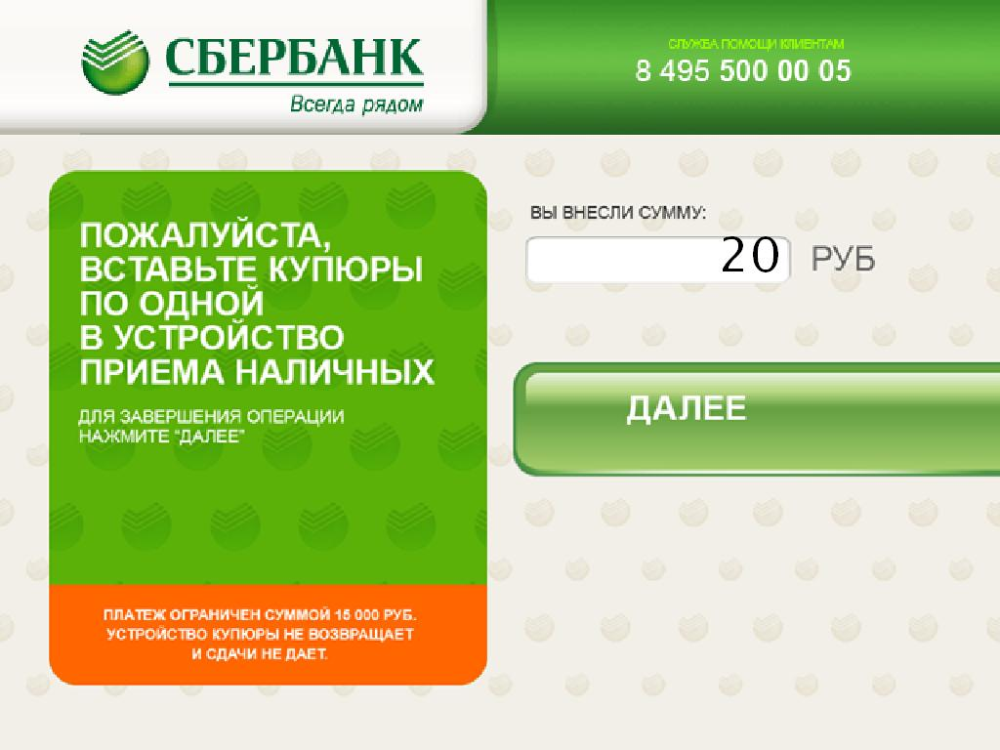 СБЕРБАНК
Всегда рядом
СЛУЖБА ПОМОЩИ КЛИЕНТАМ
8 495 500 00 05
ПОЖАЛУЙСТА,
ВСТАВЬТЕ КУПЮРЫ
ПО ОДНОЙ
В УСТРОЙСТВО
ПРИЕМА НАЛИЧНЫХ
ДЛЯ ЗАВЕРШЕНИЯ ОПЕРАЦИИ
НАЖМИТЕ “ДАЛЕЕ”
ПЛАТЕЖ ОГРАНИЧЕН СУММОЙ 15 000 РУБ.
УСТРОЙСТВО КУПЮРЫ НЕ ВОЗВРАЩАЕТ
И СДАЧИ НЕ ДАЕТ.
ВЫ ВНЕСЛИ СУММУ:
20 РУБ
ДАЛЕЕ